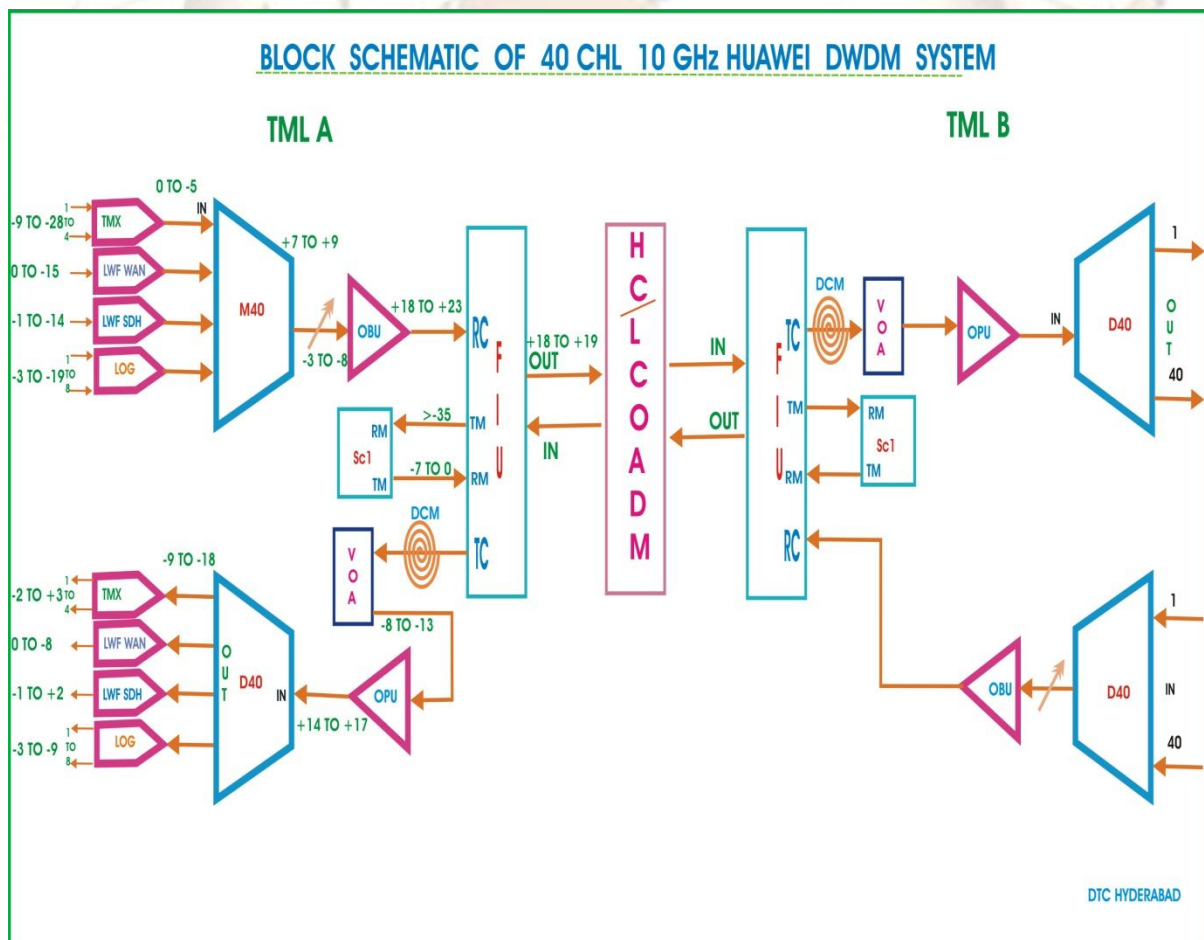 BLOCK SCHEMATIC OF 40 CHL 10 GHz HUAWEI DWDM SYSTEM
TML A
TML B
0 TO -5
-9 TO -28
1
TO
4
TMX
IN
+7 TO +9
0 TO -15
LWF WAN
M40
-1 TO -14
LWF SDH
-3 TO -19
1
TO
8
LOG
-3 TO -8
OBU
+18 TO +23
RC
F
I
U
TM
RM
TC
>-35
-7 TO 0
RM
Sc1
TM
DCM
V
O
A
-8 TO -13
OPU
+14 TO +17
IN
D40
O
U
T
-9 TO -18
-2 TO +3
1
TO
4
TMX
0 TO -8
LWF WAN
-1 TO +2
LWF SDH
-3 TO -9
1
TO
8
LOG
+18 TO +19
OUT
IN
H
C
/
L
C
O
A
D
M
IN
OUT
TC
F
I
U
TM
RM
RC
DCM
V
O
A
OPU
IN
D40
1
O
U
T
40
RM
Sc1
TM
OBU
D40
1
IN
40
DTC HYDERABAD